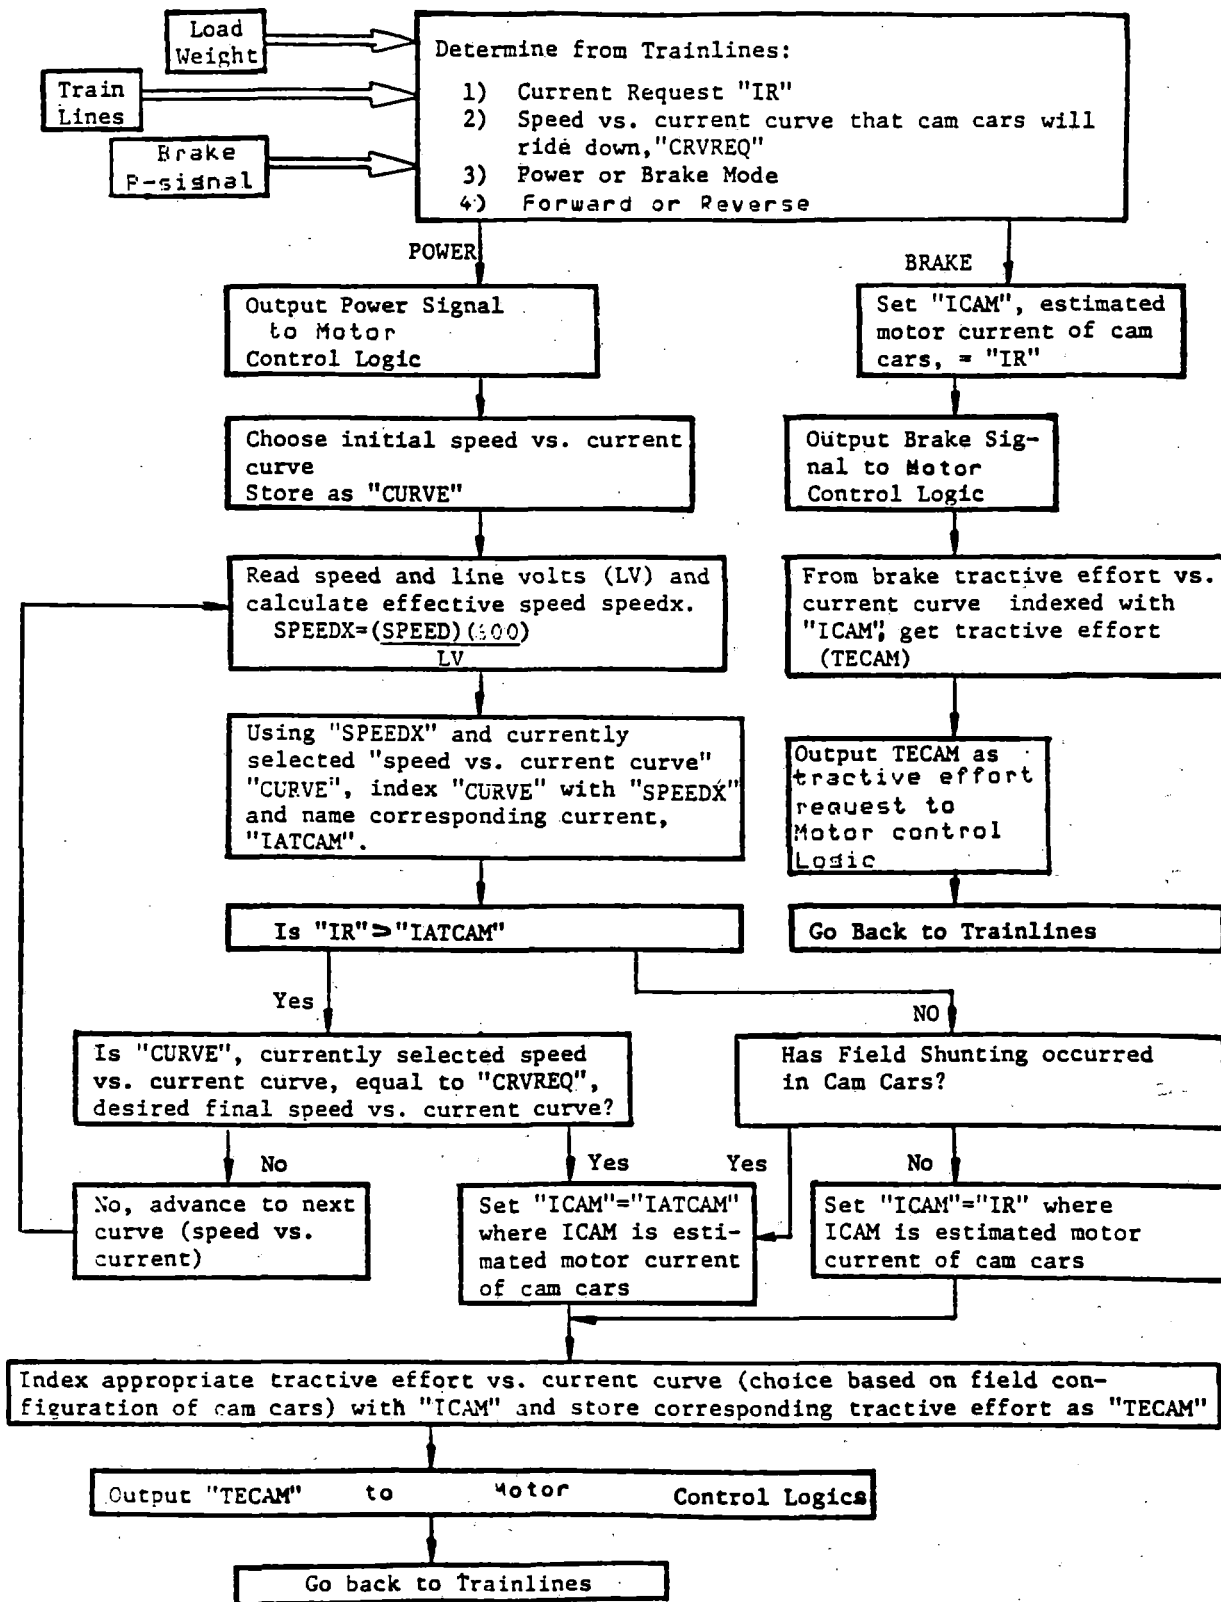 Load
Weight
Train
Lines
Brake
P-signal
Determine from Trainlines:
1) Current Request "IR"
2) Speed vs. current curve that cam cars will
ride down,"CRVREQ"
3) Power or Brake Mode
4) Forward or Reverse
POWER
BRAKE
Output Power Signal
to Motor
Control Logic
Set "ICAM", estimated
motor current of cam
cars, = "IR"
Choose initial speed vs. current
curve
Store as "CURVE"
Output Brake Sig-
nal to Motor
Control Logic
Read speed and line volts (LV) and
calculate effective speed speedx.
SPEEDX=(SPEED)(600)
LV
From brake tractive effort vs.
current curve indexed with
"ICAM", get tractive effort
(TECAM)
Using "SPEEDX" and currently
selected "speed vs. current curve"
"CURVE", index "CURVE" with "SPEEDX"
and name corresponding current,
"IATCAM".
Output TECAM as
tractive effort
request to
Motor control
Logic
Is "IR">"IATCAM"
Go Back to Trainlines
Yes
NO
Is "CURVE", currently selected speed
vs. current curve, equal to "CRVREQ",
desired final speed vs. current curve?
Has Field Shunting occurred
in Cam Cars?
No
Yes
Yes
No
No, advance to next
curve (speed vs.
current)
Set "ICAM"="IATCAM"
where ICAM is esti-
mated motor current
of cam cars
Set "ICAM"="IR" where
ICAM is estimated motor
current of cam cars
Index appropriate tractive effort vs. current curve (choice based on field con-
figuration of cam cars) with "ICAM" and store corresponding tractive effort as "TECAM"
Output "TECAM" to Motor Control Logics
Go back to Trainlines